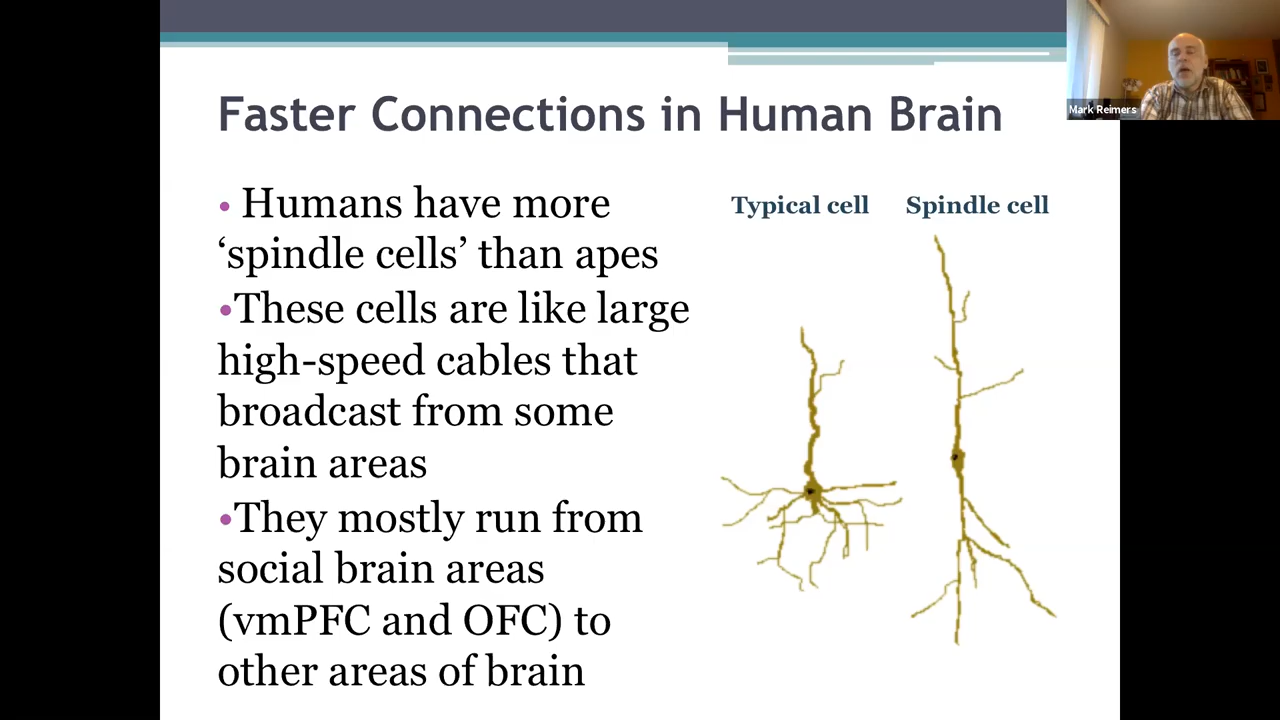 Mark Reimers
Faster Connections in Human Brain
• Humans have more
‘spindle cells’ than apes
•These cells are like large
high-speed cables that
broadcast from some
brain areas
•They mostly run from
social brain areas
(vmPFC and OFC) to
other areas of brain
Typical cell
Spindle cell